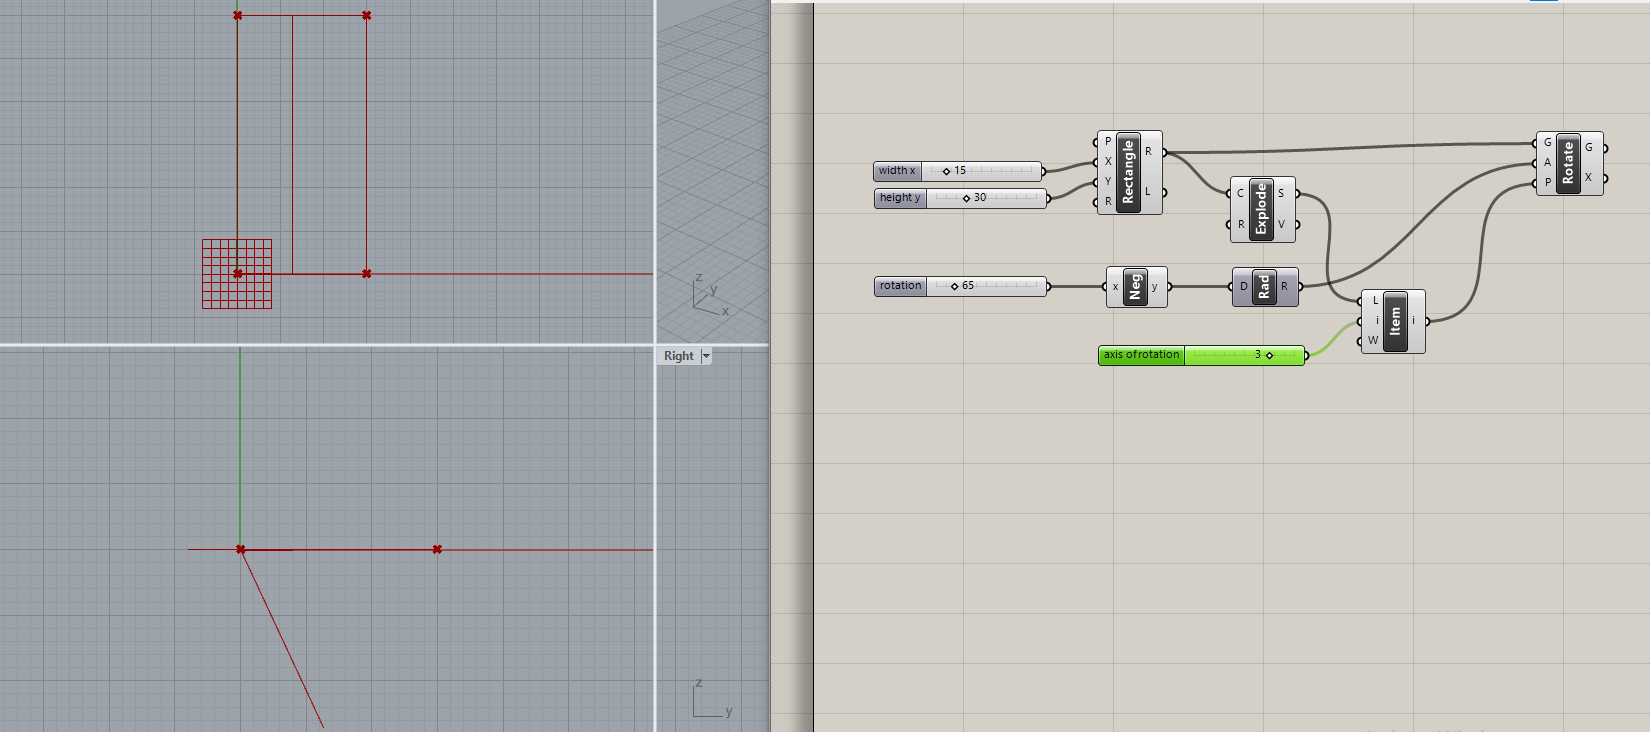 P
X
Y
R
Rectangle
R
L
width x
15
height y
30
G
A
P
Rotate
G
X
C
R
Explode
S
V
z
y
x
rotation
65
x
Neg
y
D
Rad
R
L
i
W
Item
i
axis of rotation
3
Right
z
y